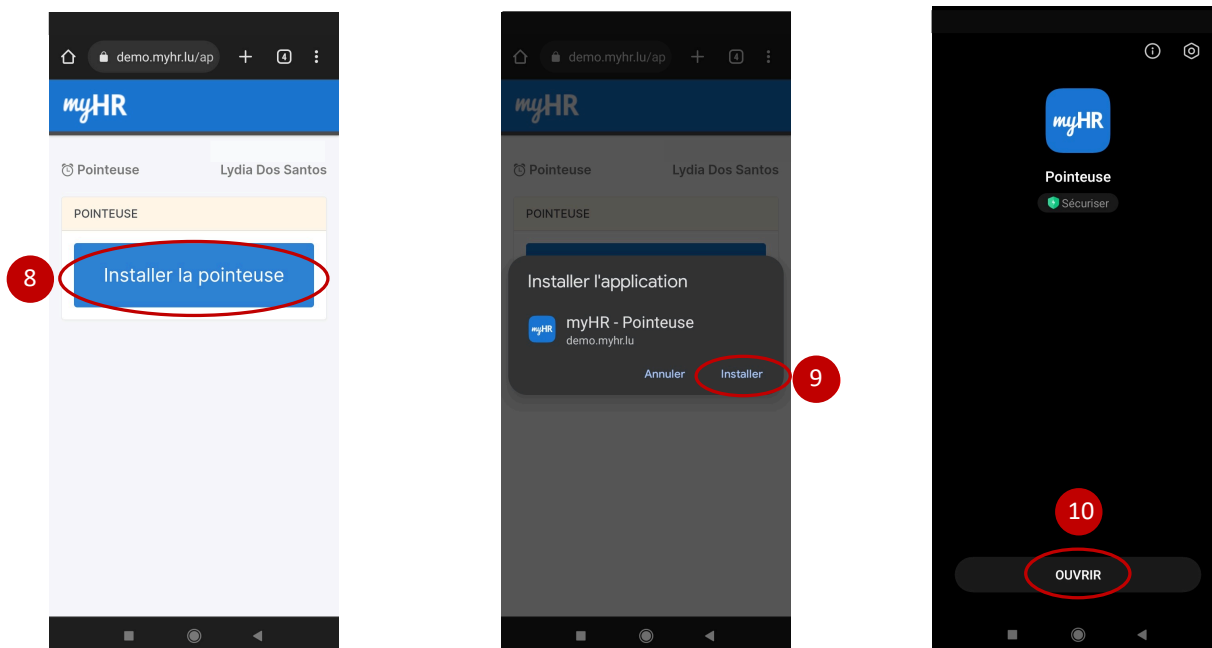 demo.myhr.lu/ap
4
myHR
Pointeuse
Lydia Dos Santos
POINTEUSE
8
Installer la pointeuse
demo.myhr.lu/ap
4
myHR
Pointeuse
Lydia Dos Santos
POINTEUSE
Installer l'application
myHR
myHR - Pointeuse
demo.myhr.lu
Annuler
Installer
9
myHR
Pointeuse
Sécuriser
10
OUVRIR